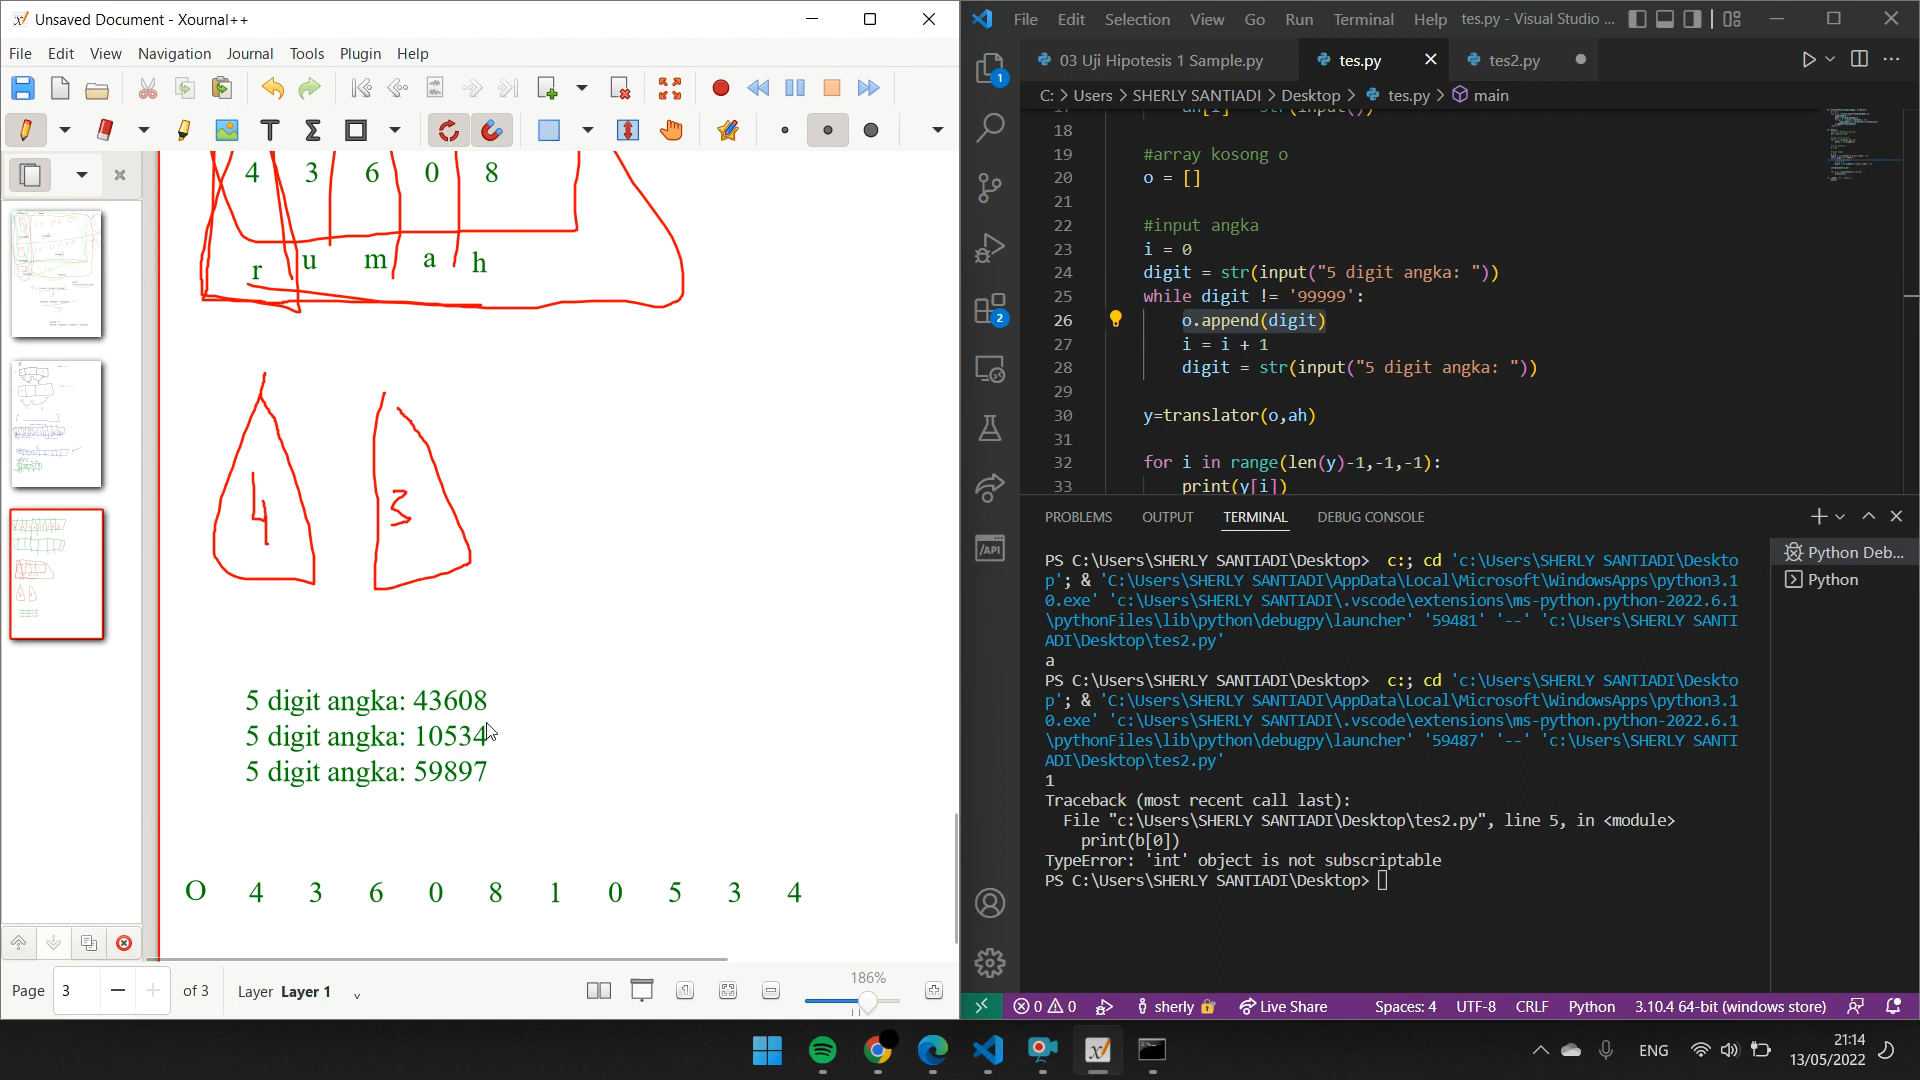 Unsaved Document - Xournal++
File Edit View Navigation Journal Tools Plugin Help
4 3 6 0 8
r u m a h
4 3
5 digit angka: 43608
5 digit angka: 10534
5 digit angka: 59897
O 4 3 6 0 8 1 0 5 3 4
Page 3 of 3 Layer Layer 1
186%
File Edit Selection View Go Run Terminal Help tes.py - Visual Studio ...
03 Uji Hipotesis 1 Sample.py tes.py tes2.py
C: > Users > SHERLY SANTIADI > Desktop > tes.py > main
18
19 #array kosong o
20 o = []
21
22 #input angka
23 i = 0
24 digit = str(input("5 digit angka: "))
25 while digit != '99999':
26 o.append(digit)
27 i = i + 1
28 digit = str(input("5 digit angka: "))
29
30 y=translator(o,ah)
31
32 for i in range(len(y)-1,-1,-1):
33 print(y[i])
1
2
PROBLEMS OUTPUT TERMINAL DEBUG CONSOLE
PS C:\Users\SHERLY SANTIADI\Desktop> c:; cd 'c:\Users\SHERLY SANTIADI\Deskto
p'; & 'C:\Users\SHERLY SANTIADI\AppData\Local\Microsoft\WindowsApps\python3.1
0.exe' 'c:\Users\SHERLY SANTIADI\.vscode\extensions\ms-python.python-2022.6.1
\pythonFiles\lib\python\debugpy\launcher' '59481' '--' 'c:\Users\SHERLY SANTI
ADI\Desktop\tes2.py'
a
PS C:\Users\SHERLY SANTIADI\Desktop> c:; cd 'c:\Users\SHERLY SANTIADI\Deskto
p'; & 'C:\Users\SHERLY SANTIADI\AppData\Local\Microsoft\WindowsApps\python3.1
0.exe' 'c:\Users\SHERLY SANTIADI\.vscode\extensions\ms-python.python-2022.6.1
\pythonFiles\lib\python\debugpy\launcher' '59487' '--' 'c:\Users\SHERLY SANTI
ADI\Desktop\tes2.py'
1
Traceback (most recent call last):
File "c:\Users\SHERLY SANTIADI\Desktop\tes2.py", line 5, in <module>
print(b[0])
TypeError: 'int' object is not subscriptable
PS C:\Users\SHERLY SANTIADI\Desktop>
Python Deb...
Python
0 0 sherly Live Share Spaces: 4 UTF-8 CRLF Python 3.10.4 64-bit (windows store)
ENG 21:14
13/05/2022